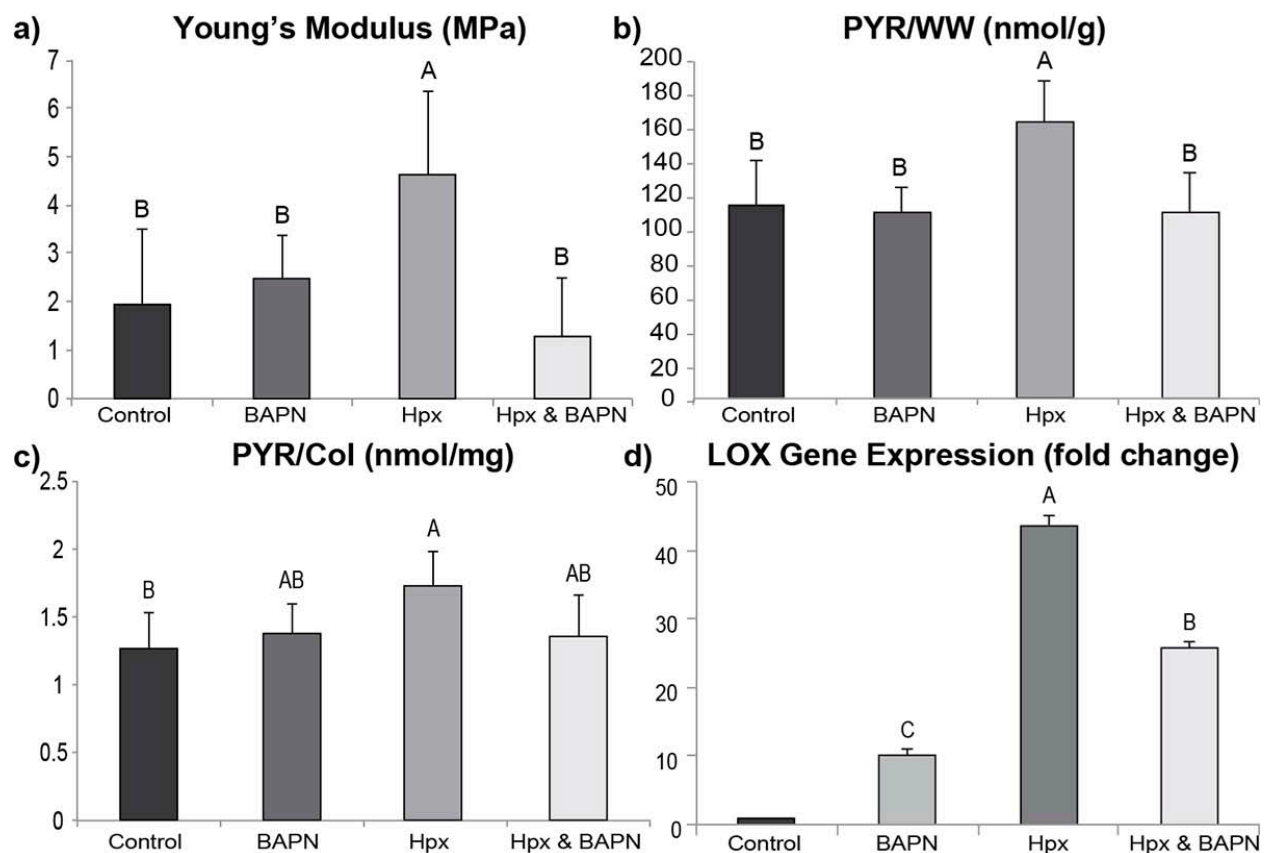 a) Young's Modulus (MPa)
7
6
5
4
3
2
1
0
B
B
A
B
Control BAPN Hpx Hpx & BAPN
b) PYR/WW (nmol/g)
200
180
160
140
120
100
80
60
40
20
0
B
B
A
B
Control BAPN Hpx Hpx & BAPN
c) PYR/Col (nmol/mg)
2.5
2
1.5
1
0.5
0
B
AB
A
AB
Control BAPN Hpx Hpx & BAPN
d) LOX Gene Expression (fold change)
50
40
30
20
10
0
C
A
B
Control BAPN Hpx Hpx & BAPN